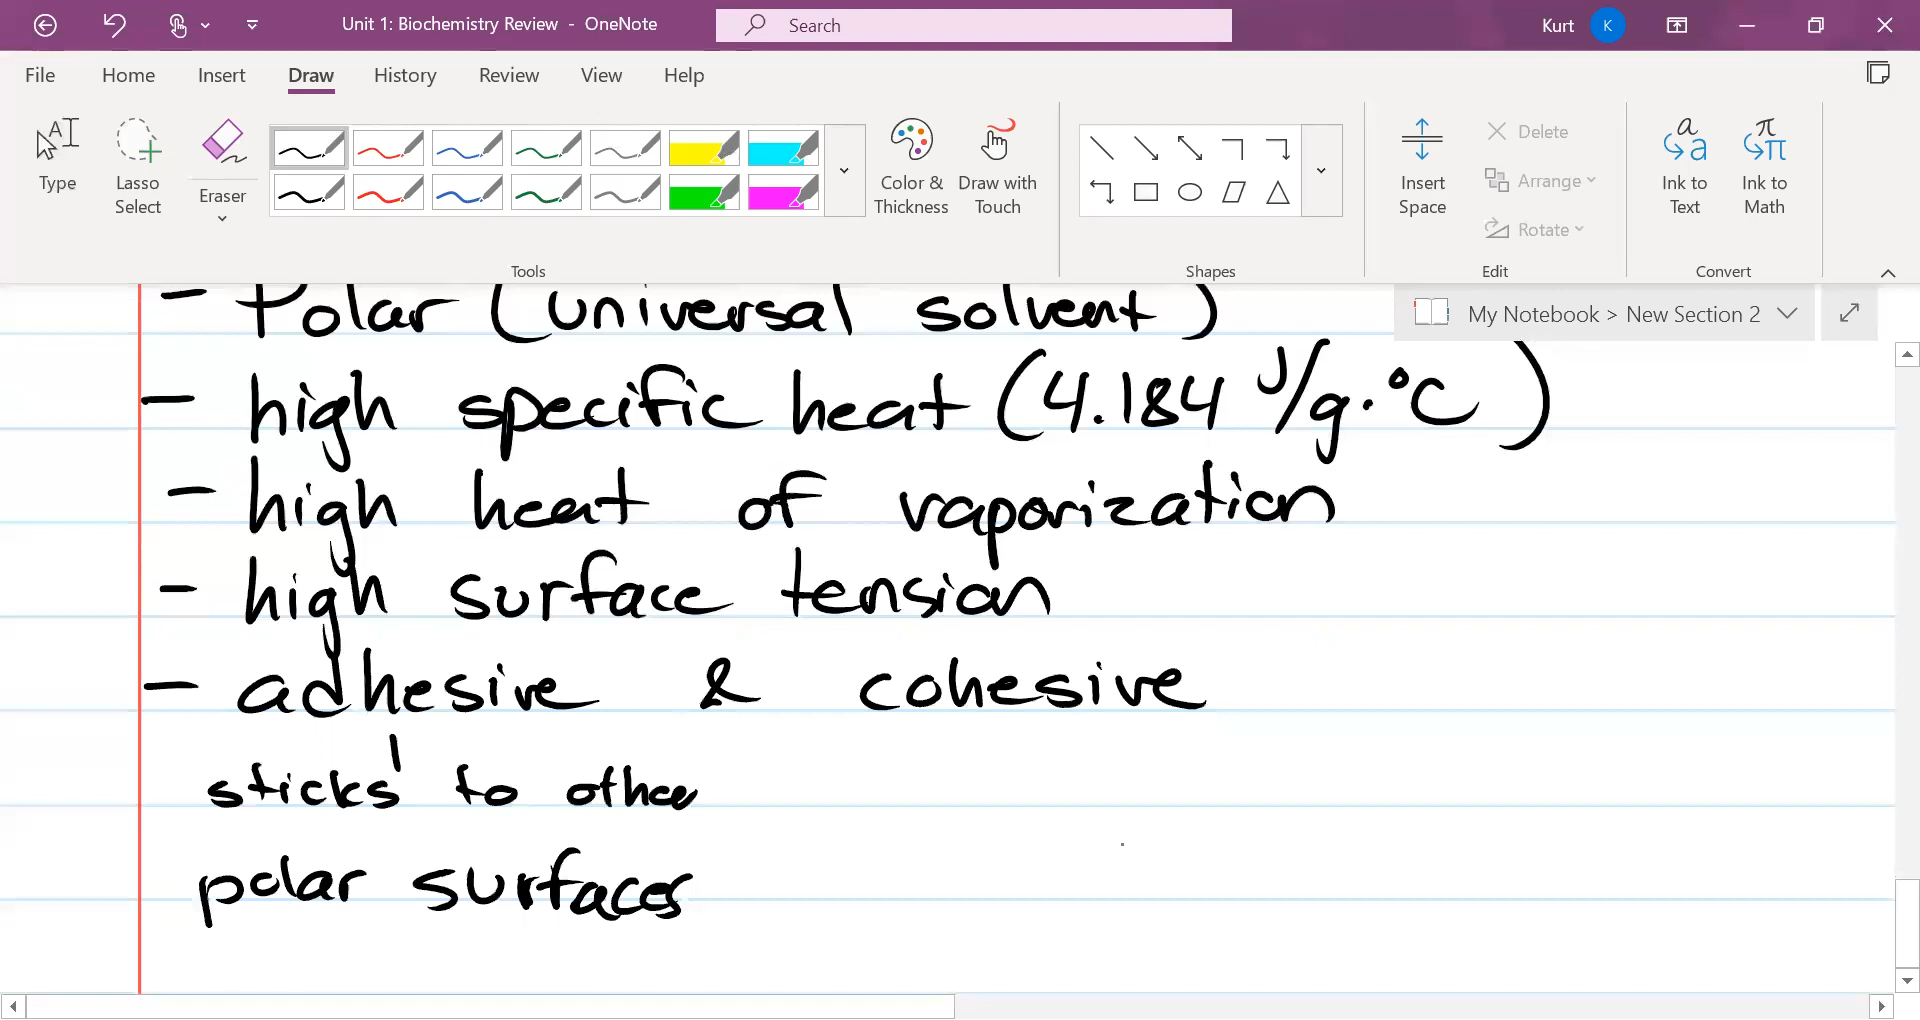 Unit 1: Biochemistry Review - OneNote
Search
Kurt
K
File Home Insert Draw History Review View Help
Type
Lasso Select
Eraser
Color & Thickness
Draw with Touch
Insert Space
Delete
Arrange
Rotate
Ink to Text
Ink to Math
Tools
Shapes
Edit
Convert
My Notebook > New Section 2
- Polar (universal solvent)
- high specific heat (4.184 J/g·°C)
- high heat of vaporization
- high surface tension
- adhesive & cohesive
sticks to other
polar surfaces